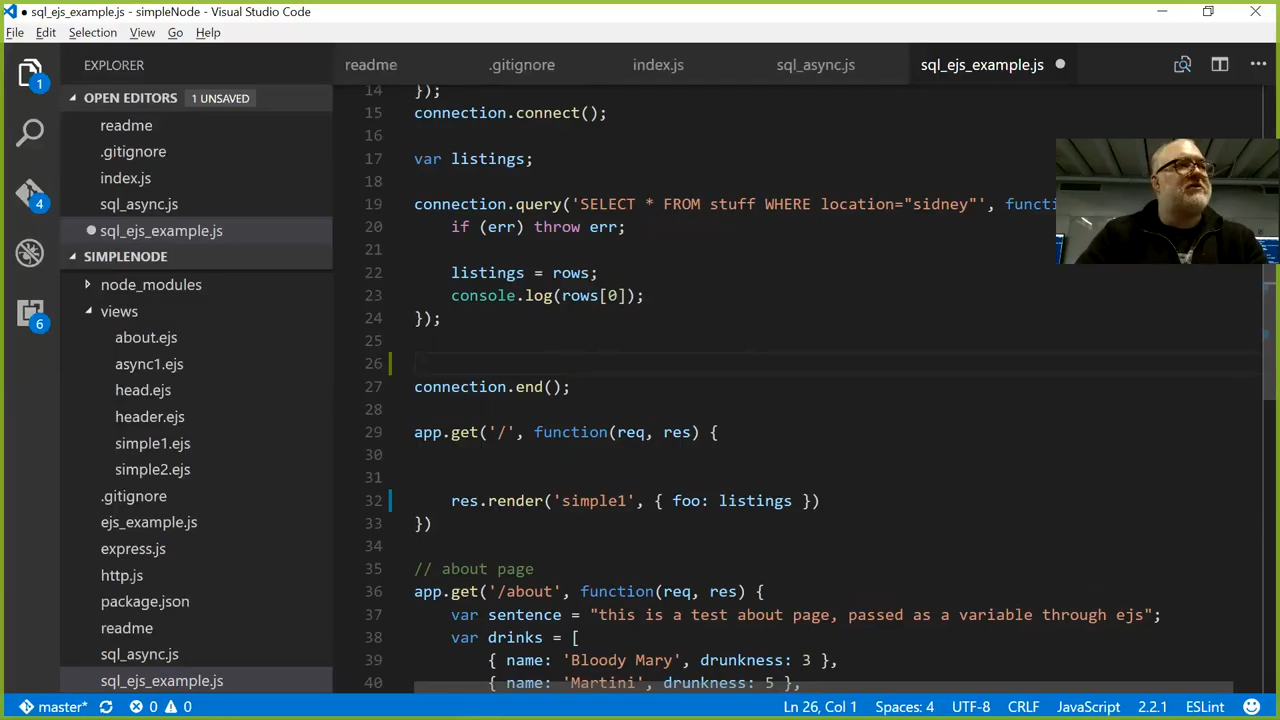 ● sql_ejs_example.js - simpleNode - Visual Studio Code
File Edit Selection View Go Help
EXPLORER
readme .gitignore index.js sql_async.js sql_ejs_example.js ●
OPEN EDITORS 1 UNSAVED
readme
.gitignore
index.js
sql_async.js
● sql_ejs_example.js
SIMPLENODE
node_modules
views
about.ejs
async1.ejs
head.ejs
header.ejs
simple1.ejs
simple2.ejs
.gitignore
ejs_example.js
express.js
http.js
package.json
readme
sql_async.js
sql_ejs_example.js
1
4
6
14 });
15 connection.connect();
16
17 var listings;
18
19 connection.query('SELECT * FROM stuff WHERE location="sidney"', functi
20 if (err) throw err;
21
22 listings = rows;
23 console.log(rows[0]);
24 });
25
26
27 connection.end();
28
29 app.get('/', function(req, res) {
30
31
32 res.render('simple1', { foo: listings })
33 })
34
35 // about page
36 app.get('/about', function(req, res) {
37 var sentence = "this is a test about page, passed as a variable through ejs";
38 var drinks = [
39 { name: 'Bloody Mary', drunkness: 3 },
40 { name: 'Martini', drunkness: 5 },
master* 0 0 Ln 26, Col 1 Spaces: 4 UTF-8 CRLF JavaScript 2.2.1 ESLint